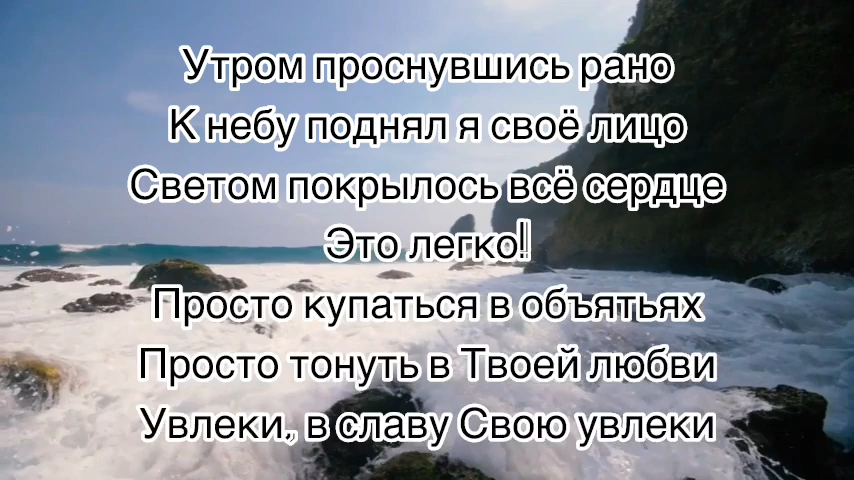 Утром проснувшись рано
К небу поднял я своё лицо
Светом покрылось всё сердце
Это легко!
Просто купаться в объятьях
Просто тонуть в Твоей любви
Увлеки, в славу Свою увлеки